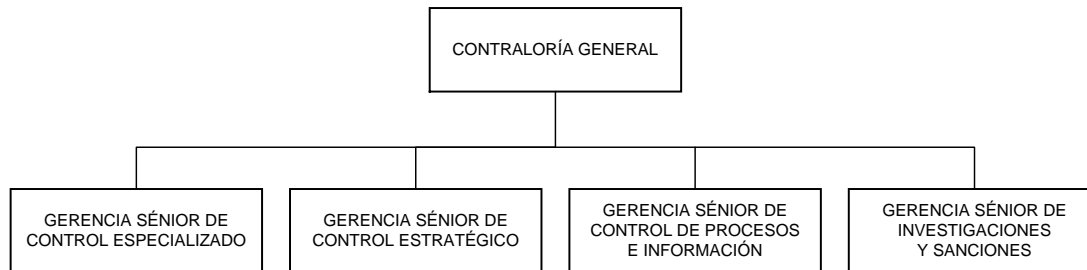 CONTRALORÍA GENERAL
GERENCIA SÉNIOR DE
CONTROL ESPECIALIZADO
GERENCIA SÉNIOR DE
CONTROL ESTRATÉGICO
GERENCIA SÉNIOR DE
CONTROL DE PROCESOS
E INFORMACIÓN
GERENCIA SÉNIOR DE
INVESTIGACIONES
Y SANCIONES